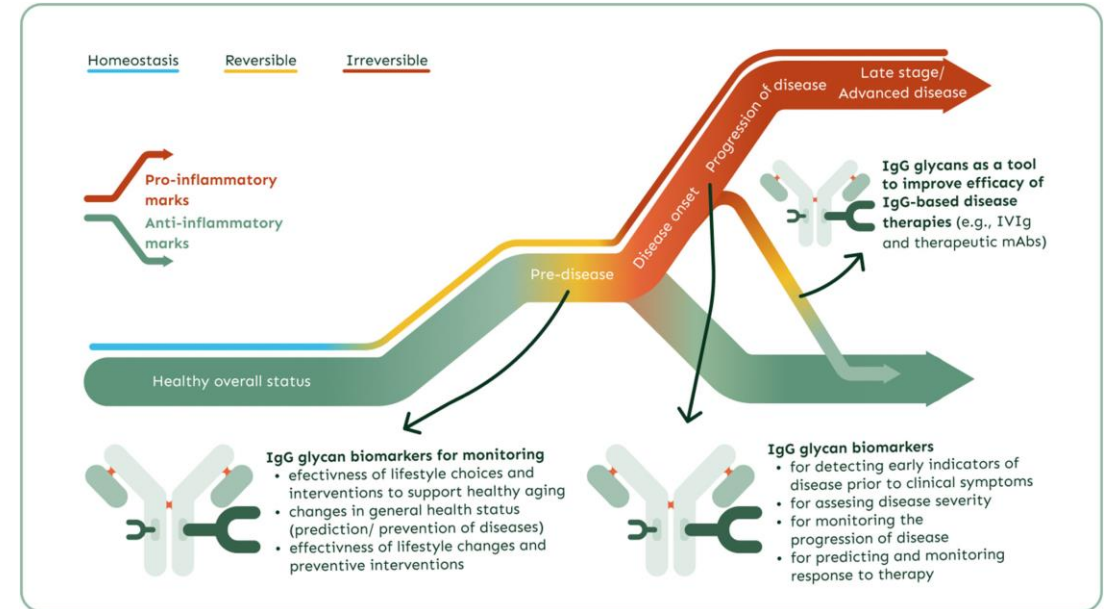 Homeostasis
Reversible
Irreversible
Pro-inflammatory
marks
Anti-inflammatory
marks
Healthy overall status
Pre-disease
Disease onset
Progression of disease
Late stage/
Advanced disease
IgG glycans as a tool
to improve efficacy of
IgG-based disease
therapies (e.g., IVIg
and therapeutic mAbs)
IgG glycan biomarkers for monitoring
• efectivness of lifestyle choices and
interventions to support healthy aging
• changes in general health status
(prediction/ prevention of diseases)
• effectivness of lifestyle changes and
preventive interventions
IgG glycan biomarkers
• for detecting early indicators of
disease prior to clinical symptoms
• for assesing disease severity
• for monitoring the
progression of disease
• for predicting and monitoring
response to therapy